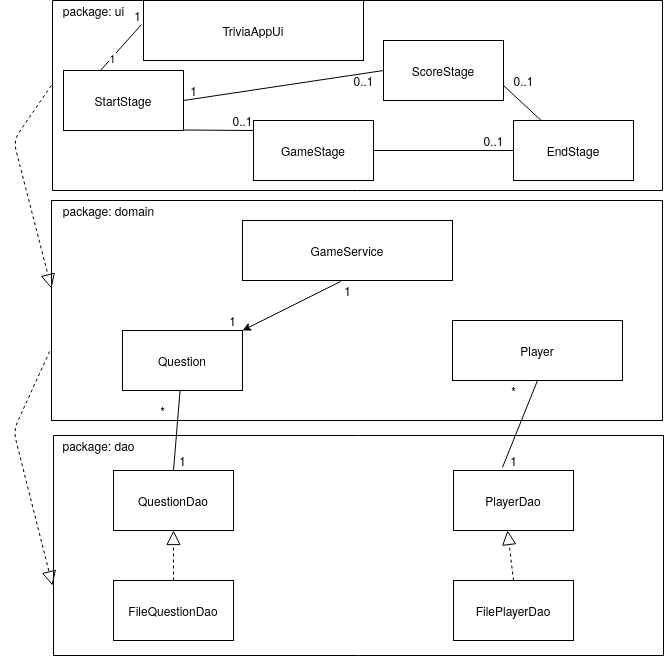 package: ui
1
TriviaAppUi
1
StartStage
1
0..1
ScoreStage
0..1
0..1
GameStage
0..1
EndStage
package: domain
GameService
1
1
Question
Player
*
*
package: dao
1
1
QuestionDao
PlayerDao
FileQuestionDao
FilePlayerDao